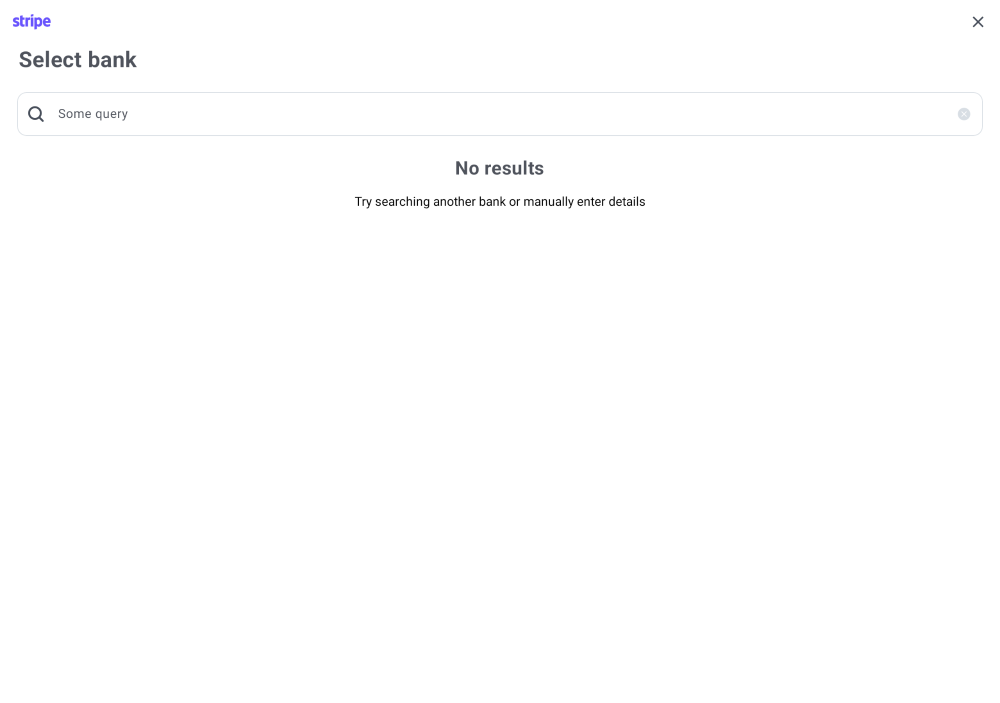 stripe
Select bank
Some query
No results
Try searching another bank or manually enter details